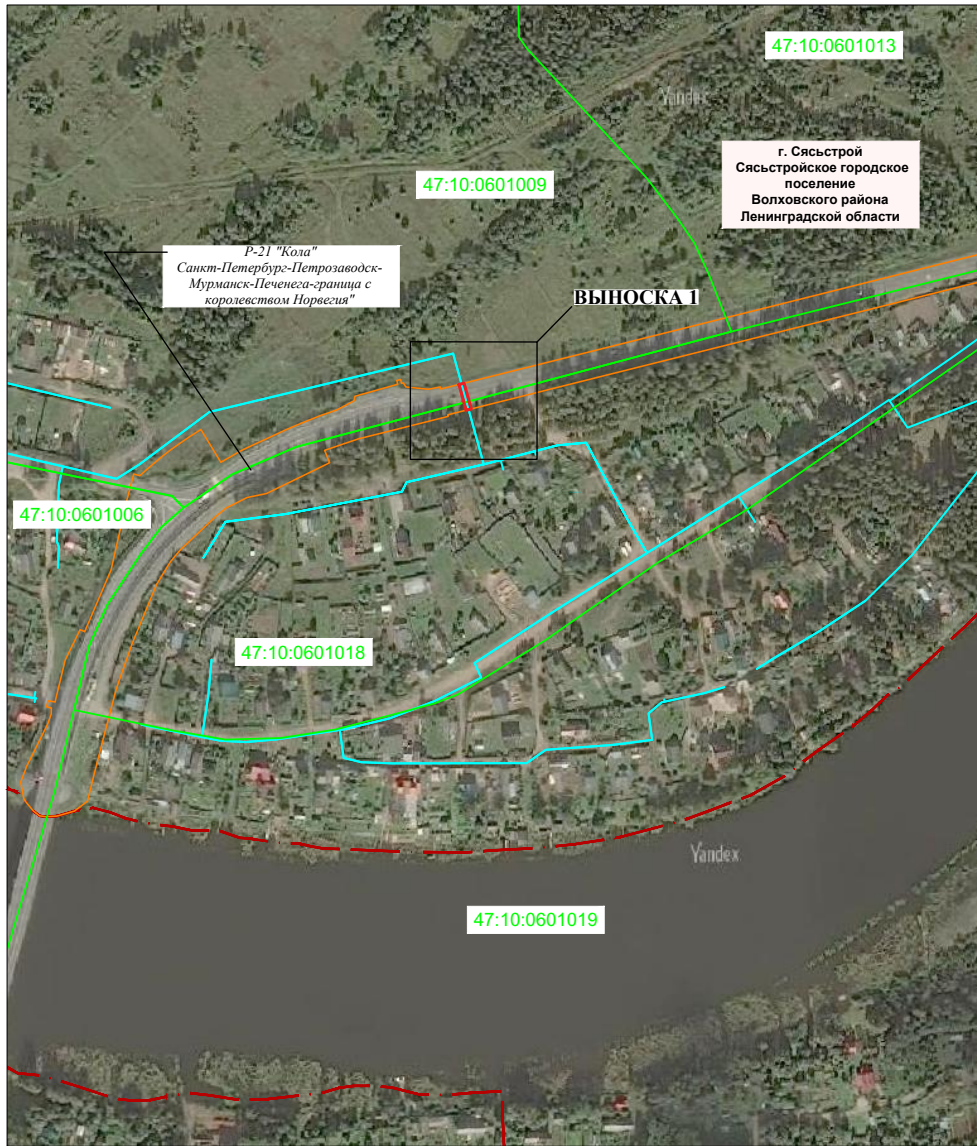 47:10:0601013
Yandex
г. Сясьстрой
Сясьстройское городское
поселение
Волховского района
Ленинградской области
47:10:0601009
Р-21 "Кола"
Санкт-Петербург-Петрозаводск-
Мурманск-Печенега-граница с
королевством Норвегия"
ВЫНОСКА 1
47:10:0601006
47:10:0601018
Yandex
47:10:0601019